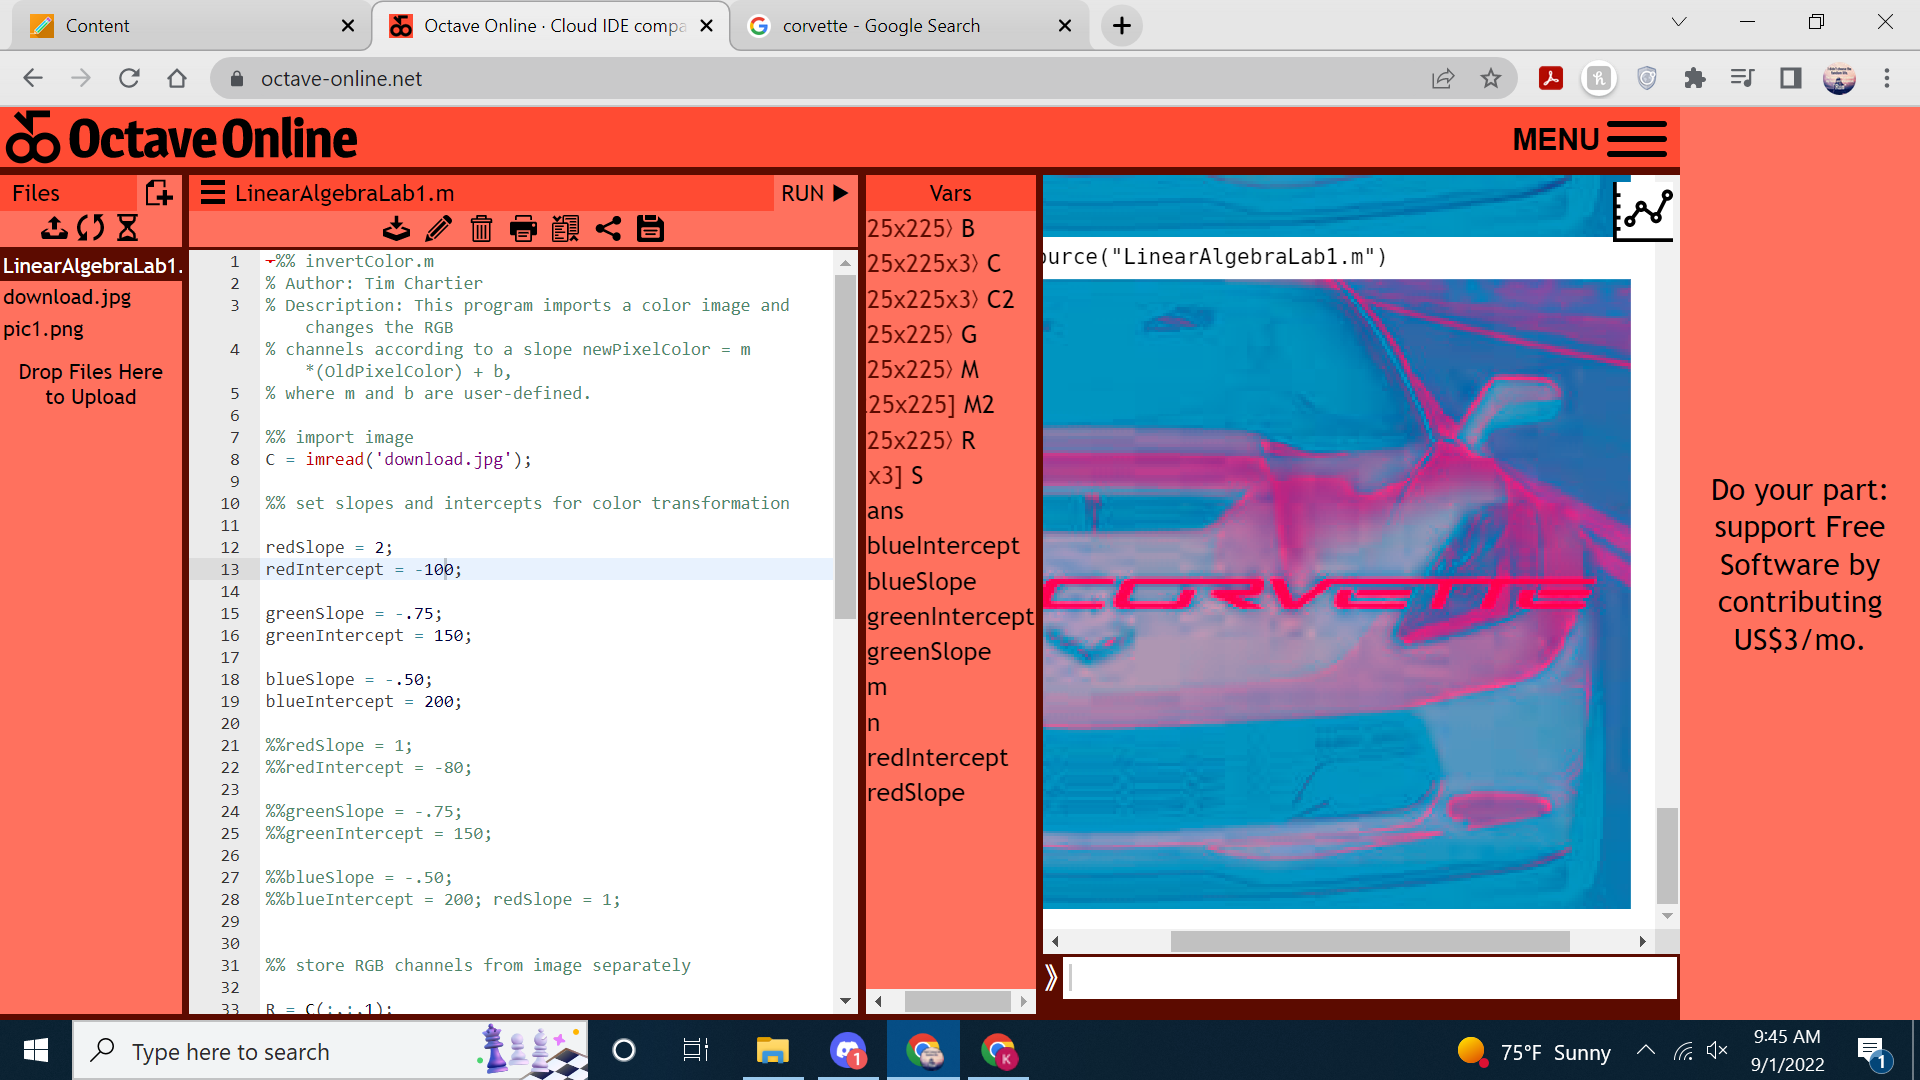 Content
Octave Online · Cloud IDE compa
corvette - Google Search
octave-online.net
Octave Online
MENU
Files
LinearAlgebraLab1.m
RUN
Vars
LinearAlgebraLab1.
download.jpg
pic1.png
Drop Files Here
to Upload
1 %% invertColor.m
2 % Author: Tim Chartier
3 % Description: This program imports a color image and
changes the RGB
4 % channels according to a slope newPixelColor = m
*(OldPixelColor) + b,
5 % where m and b are user-defined.
6
7 %% import image
8 C = imread('download.jpg');
9
10 %% set slopes and intercepts for color transformation
11
12 redSlope = 2;
13 redIntercept = -100;
14
15 greenSlope = -.75;
16 greenIntercept = 150;
17
18 blueSlope = -.50;
19 blueIntercept = 200;
20
21 %%redSlope = 1;
22 %%redIntercept = -80;
23
24 %%greenSlope = -.75;
25 %%greenIntercept = 150;
26
27 %%blueSlope = -.50;
28 %%blueIntercept = 200; redSlope = 1;
29
30
31 %% store RGB channels from image separately
32
33 R = C(:,:,1);
25x225) B
25x225x3) C
25x225x3) C2
25x225) G
25x225) M
25x225] M2
25x225) R
x3] S
ans
blueIntercept
blueSlope
greenIntercept
greenSlope
m
n
redIntercept
redSlope
ource("LinearAlgebraLab1.m")
CORVETTE
Do your part:
support Free
Software by
contributing
US$3/mo.
Type here to search
1
K
75°F Sunny
9:45 AM
9/1/2022
1